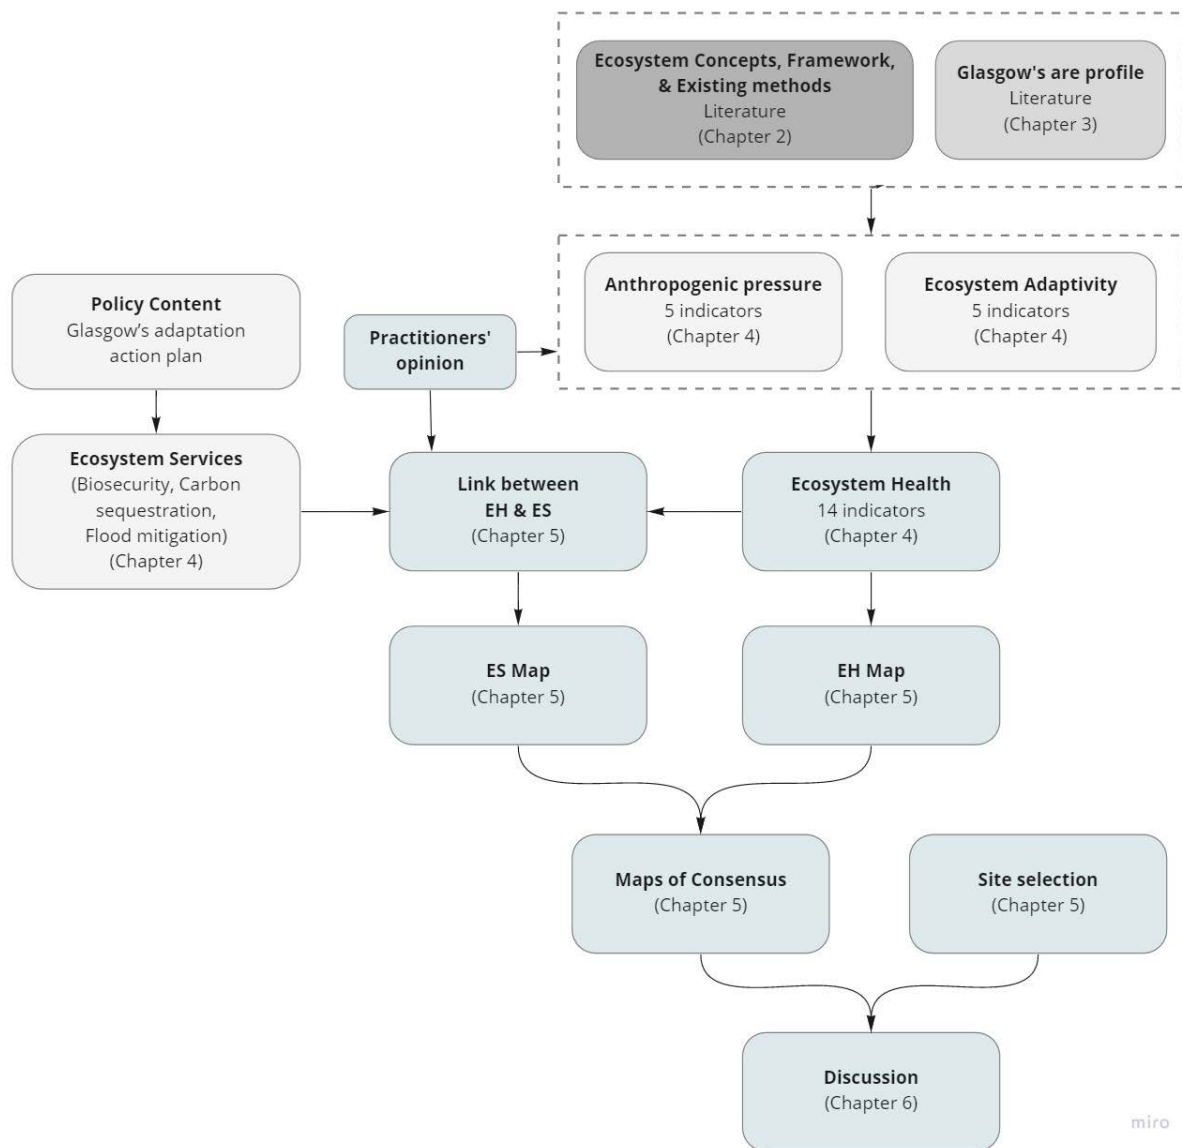 Ecosystem Concepts, Framework,
& Existing methods
Literature
(Chapter 2)
Glasgow's are profile
Literature
(Chapter 3)
Anthropogenic pressure
5 indicators
(Chapter 4)
Ecosystem Adaptivity
5 indicators
(Chapter 4)
Policy Content
Glasgow’s adaptation
action plan
Practitioners'
opinion
Ecosystem Services
(Biosecurity, Carbon
sequestration,
Flood mitigation)
(Chapter 4)
Link between
EH & ES
(Chapter 5)
Ecosystem Health
14 indicators
(Chapter 4)
ES Map
(Chapter 5)
EH Map
(Chapter 5)
Maps of Consensus
(Chapter 5)
Site selection
(Chapter 5)
Discussion
(Chapter 6)
miro